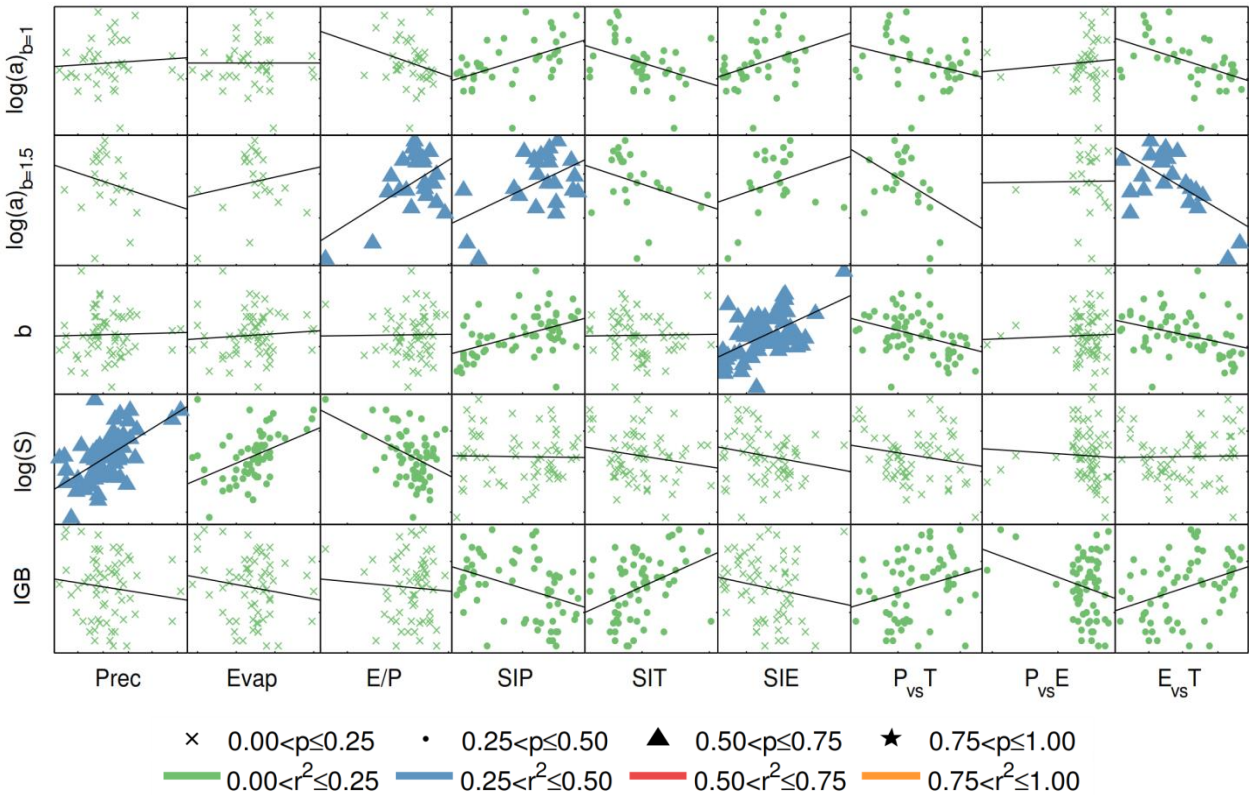 log(a)b=1
log(a)b=1.5
b
log(S)
IGB
Prec Evap E/P SIP SIT SIE PvsT PvsE EvsT
× 0.00<p≤0.25 • 0.25<p≤0.50 ▲ 0.50<p≤0.75 ★ 0.75<p≤1.00
0.00<r²≤0.25 0.25<r²≤0.50 0.50<r²≤0.75 0.75<r²≤1.00